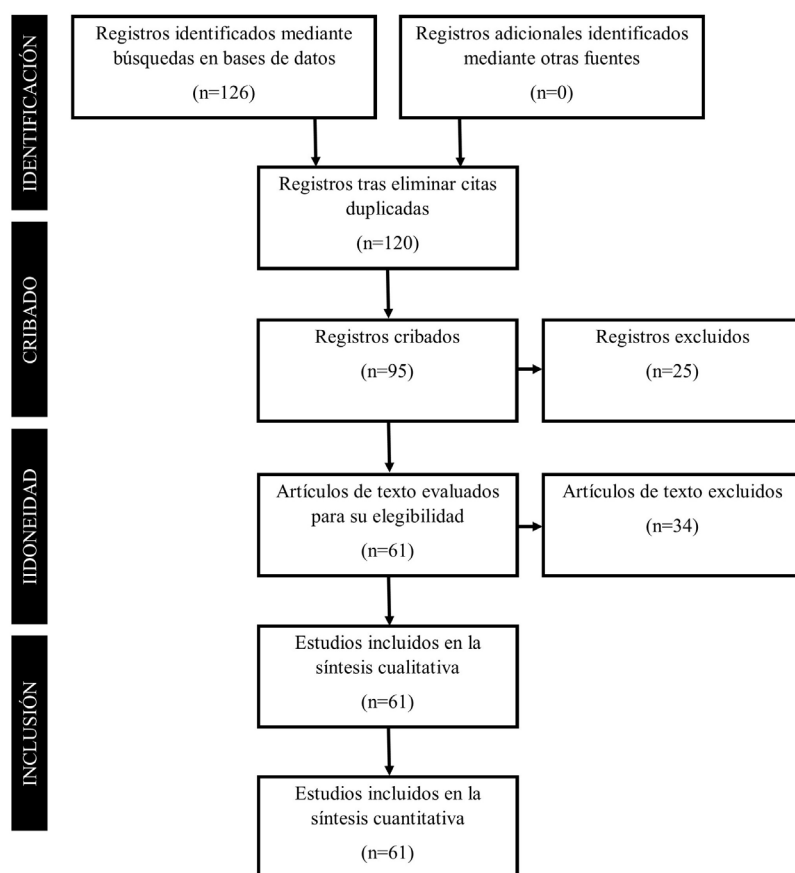 IDENTIFICACIÓN
Registros identificados mediante
búsquedas en bases de datos
(n=126)
Registros adicionales identificados
mediante otras fuentes
(n=0)
Registros tras eliminar citas
duplicadas
(n=120)
CRIBADO
Registros cribados
(n=95)
Registros excluidos
(n=25)
IIDONEIDAD
Artículos de texto evaluados
para su elegibilidad
(n=61)
Artículos de texto excluidos
(n=34)
INCLUSIÓN
Estudios incluidos en la
síntesis cualitativa
(n=61)
Estudios incluidos en la
síntesis cuantitativa
(n=61)